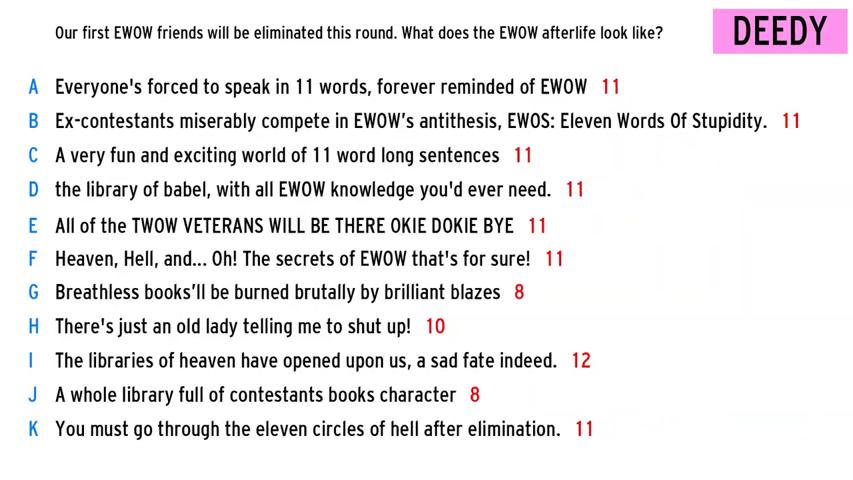 Our first EWOW friends will be eliminated this round. What does the EWOW afterlife look like?
DEEDY
A Everyone's forced to speak in 11 words, forever reminded of EWOW 11
B Ex-contestants miserably compete in EWOW's antithesis, EWOS: Eleven Words Of Stupidity. 11
C A very fun and exciting world of 11 word long sentences 11
D the library of babel, with all EWOW knowledge you'd ever need. 11
E All of the TWOW VETERANS WILL BE THERE OKIE DOKIE BYE 11
F Heaven, Hell, and... Oh! The secrets of EWOW that's for sure! 11
G Breathless books'll be burned brutally by brilliant blazes 8
H There's just an old lady telling me to shut up! 10
I The libraries of heaven have opened upon us, a sad fate indeed. 12
J A whole library full of contestants books character 8
K You must go through the eleven circles of hell after elimination. 11